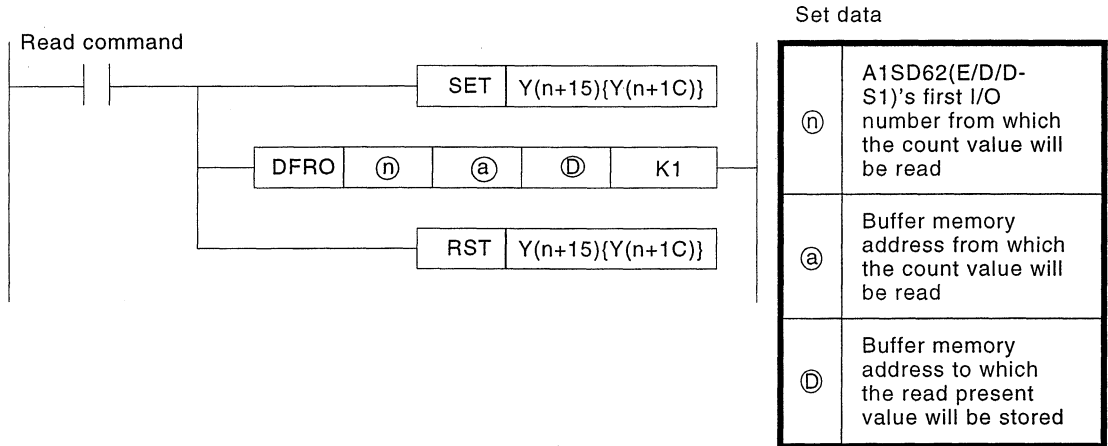 Set data
Read command
SET Y(n+15){Y(n+1C)}
DFRO ⓝ ⓐ Ⓓ K1
RST Y(n+15){Y(n+1C)}
ⓝ
A1SD62(E/D/D-
S1)'s first I/O
number from which
the count value will
be read
ⓐ
Buffer memory
address from which
the count value will
be read
Ⓓ
Buffer memory
address to which
the read present
value will be stored